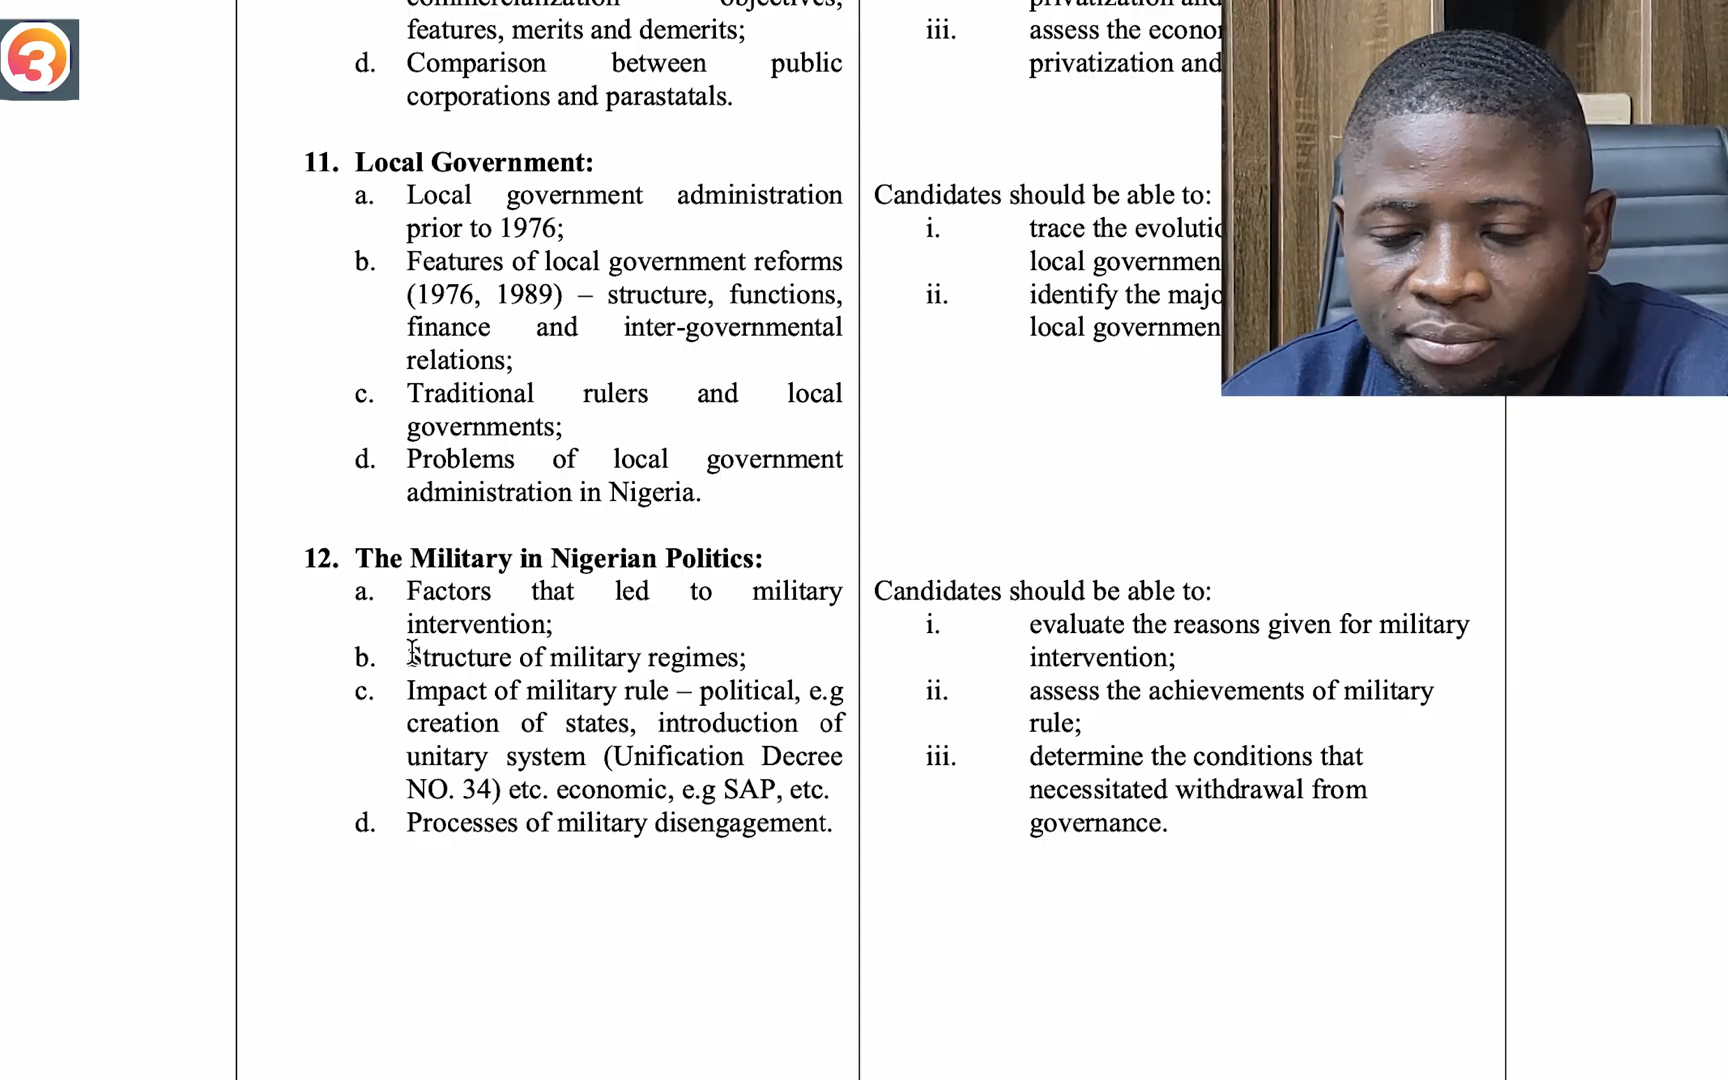 3
features, merits and demerits;
d. Comparison between public
corporations and parastatals.
iii. assess the
privatization and
11. Local Government:
a. Local government administration
prior to 1976;
b. Features of local government reforms
(1976, 1989) – structure, functions,
finance and inter-governmental
relations;
c. Traditional rulers and local
governments;
d. Problems of local government
administration in Nigeria.
Candidates should be able to:
i. trace the
local
ii. identify the
local
12. The Military in Nigerian Politics:
a. Factors that led to military
intervention;
b. Structure of military regimes;
c. Impact of military rule – political, e.g
creation of states, introduction of
unitary system (Unification Decree
NO. 34) etc. economic, e.g SAP, etc.
d. Processes of military disengagement.
Candidates should be able to:
i. evaluate the reasons given for military
intervention;
ii. assess the achievements of military
rule;
iii. determine the conditions that
necessitated withdrawal from
governance.